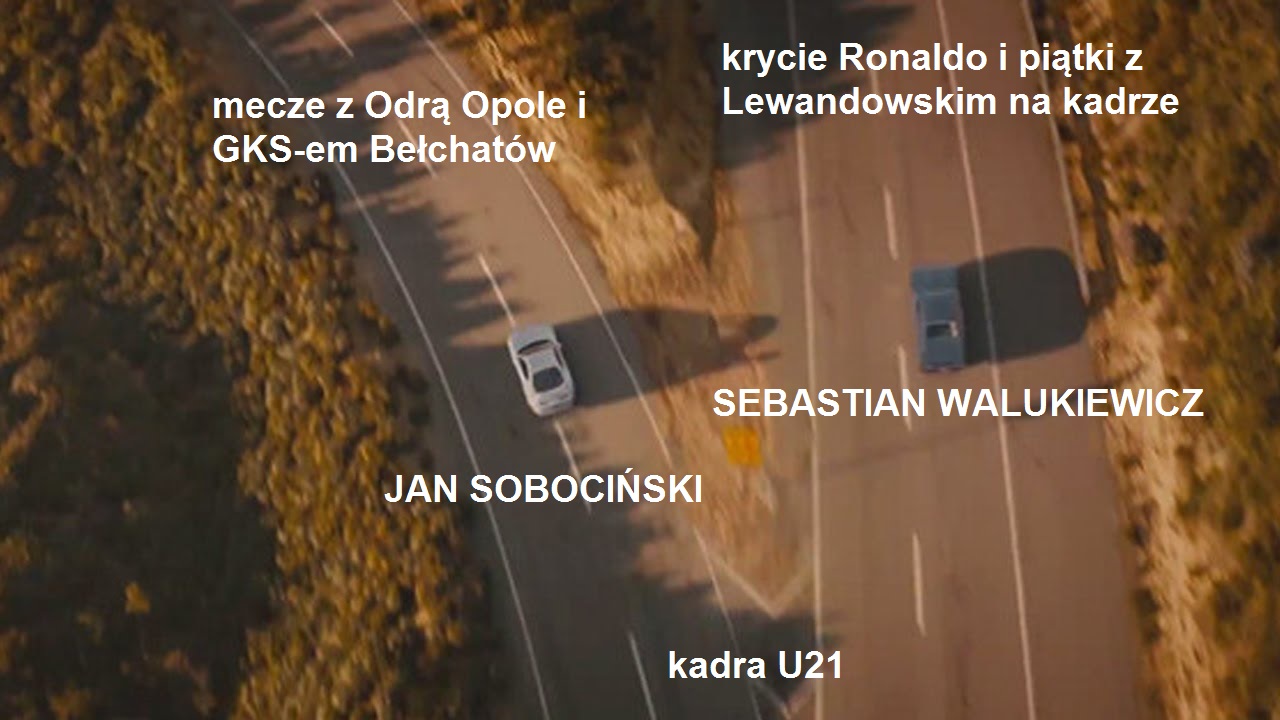 mecze z Odrą Opole i
GKS-em Bełchatów
krycie Ronaldo i piątki z
Lewandowskim na kadrze
SEBASTIAN WALUKIEWICZ
JAN SOBOCIŃSKI
kadra U21